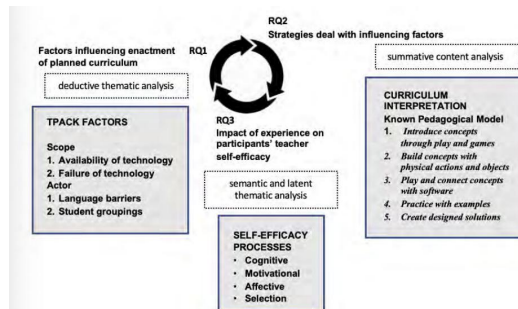 RQ2
Strategies deal with influencing factors
Factors influencing enactment
of planned curriculum
RQ1
summative content analysis
deductive thematic analysis
RQ3
Impact of experience on
participants' teacher
self-efficacy
TPACK FACTORS
Scope
1. Availability of technology
2. Failure of technology
Actor
1. Language barriers
2. Student groupings
CURRICULUM
INTERPRETATION
Known Pedagogical Model
1. Introduce concepts
through play and games
2. Build concepts with
physical actions and objects
3. Play and connect concepts
with software
4. Practice with examples
5. Create designed solutions
semantic and latent
thematic analysis
SELF-EFFICACY
PROCESSES
• Cognitive
• Motivational
• Affective
• Selection